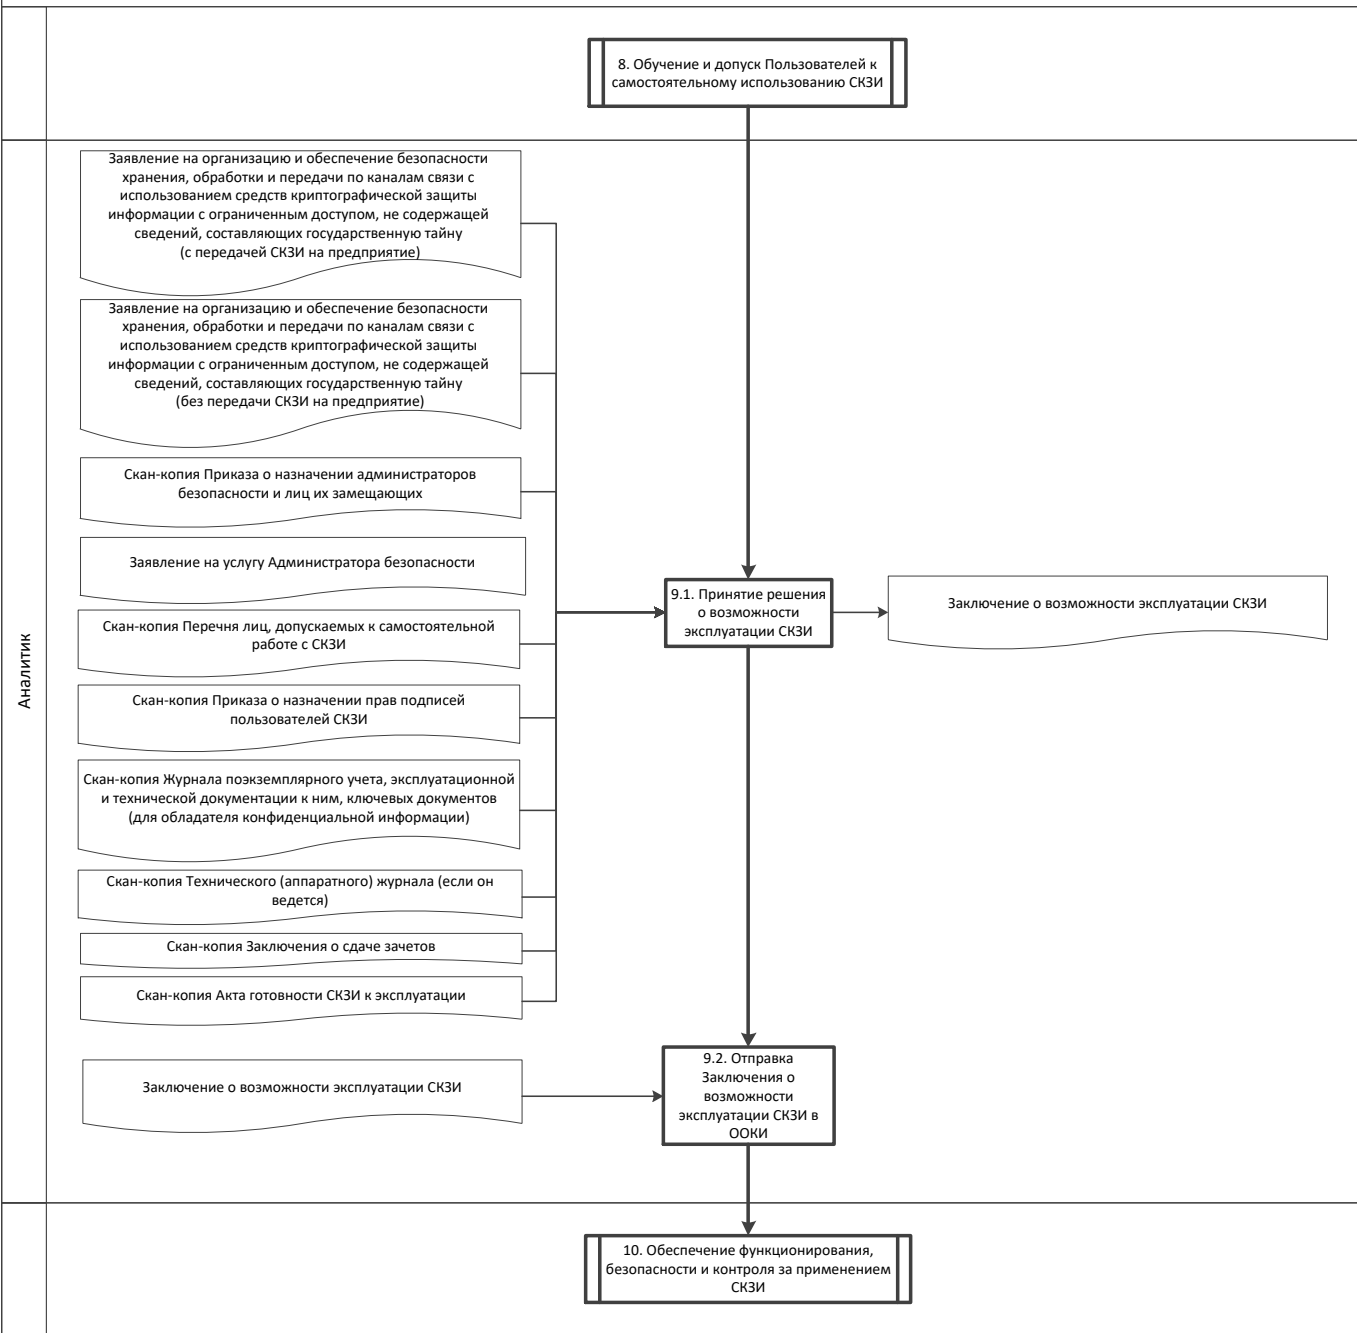 8. Обучение и допуск Пользователей к
самостоятельному использованию СКЗИ
Аналитик
Заявление на организацию и обеспечение безопасности
хранения, обработки и передачи по каналам связи с
использованием средств криптографической защиты
информации с ограниченным доступом, не содержащей
сведений, составляющих государственную тайну
(с передачей СКЗИ на предприятие)
Заявление на организацию и обеспечение безопасности
хранения, обработки и передачи по каналам связи с
использованием средств криптографической защиты
информации с ограниченным доступом, не содержащей
сведений, составляющих государственную тайну
(без передачи СКЗИ на предприятие)
Скан-копия Приказа о назначении администраторов
безопасности и лиц их замещающих
Заявление на услугу Администратора безопасности
Скан-копия Перечня лиц, допускаемых к самостоятельной
работе с СКЗИ
Скан-копия Приказа о назначении прав подписей
пользователей СКЗИ
Скан-копия Журнала поэкземплярного учета, эксплуатационной
и технической документации к ним, ключевых документов
(для обладателя конфиденциальной информации)
Скан-копия Технического (аппаратного) журнала (если он
ведется)
Скан-копия Заключения о сдаче зачетов
Скан-копия Акта готовности СКЗИ к эксплуатации
9.1. Принятие решения
о возможности
эксплуатации СКЗИ
Заключение о возможности эксплуатации СКЗИ
Заключение о возможности эксплуатации СКЗИ
9.2. Отправка
Заключения о
возможности
эксплуатации СКЗИ в
ООКИ
10. Обеспечение функционирования,
безопасности и контроля за применением
СКЗИ